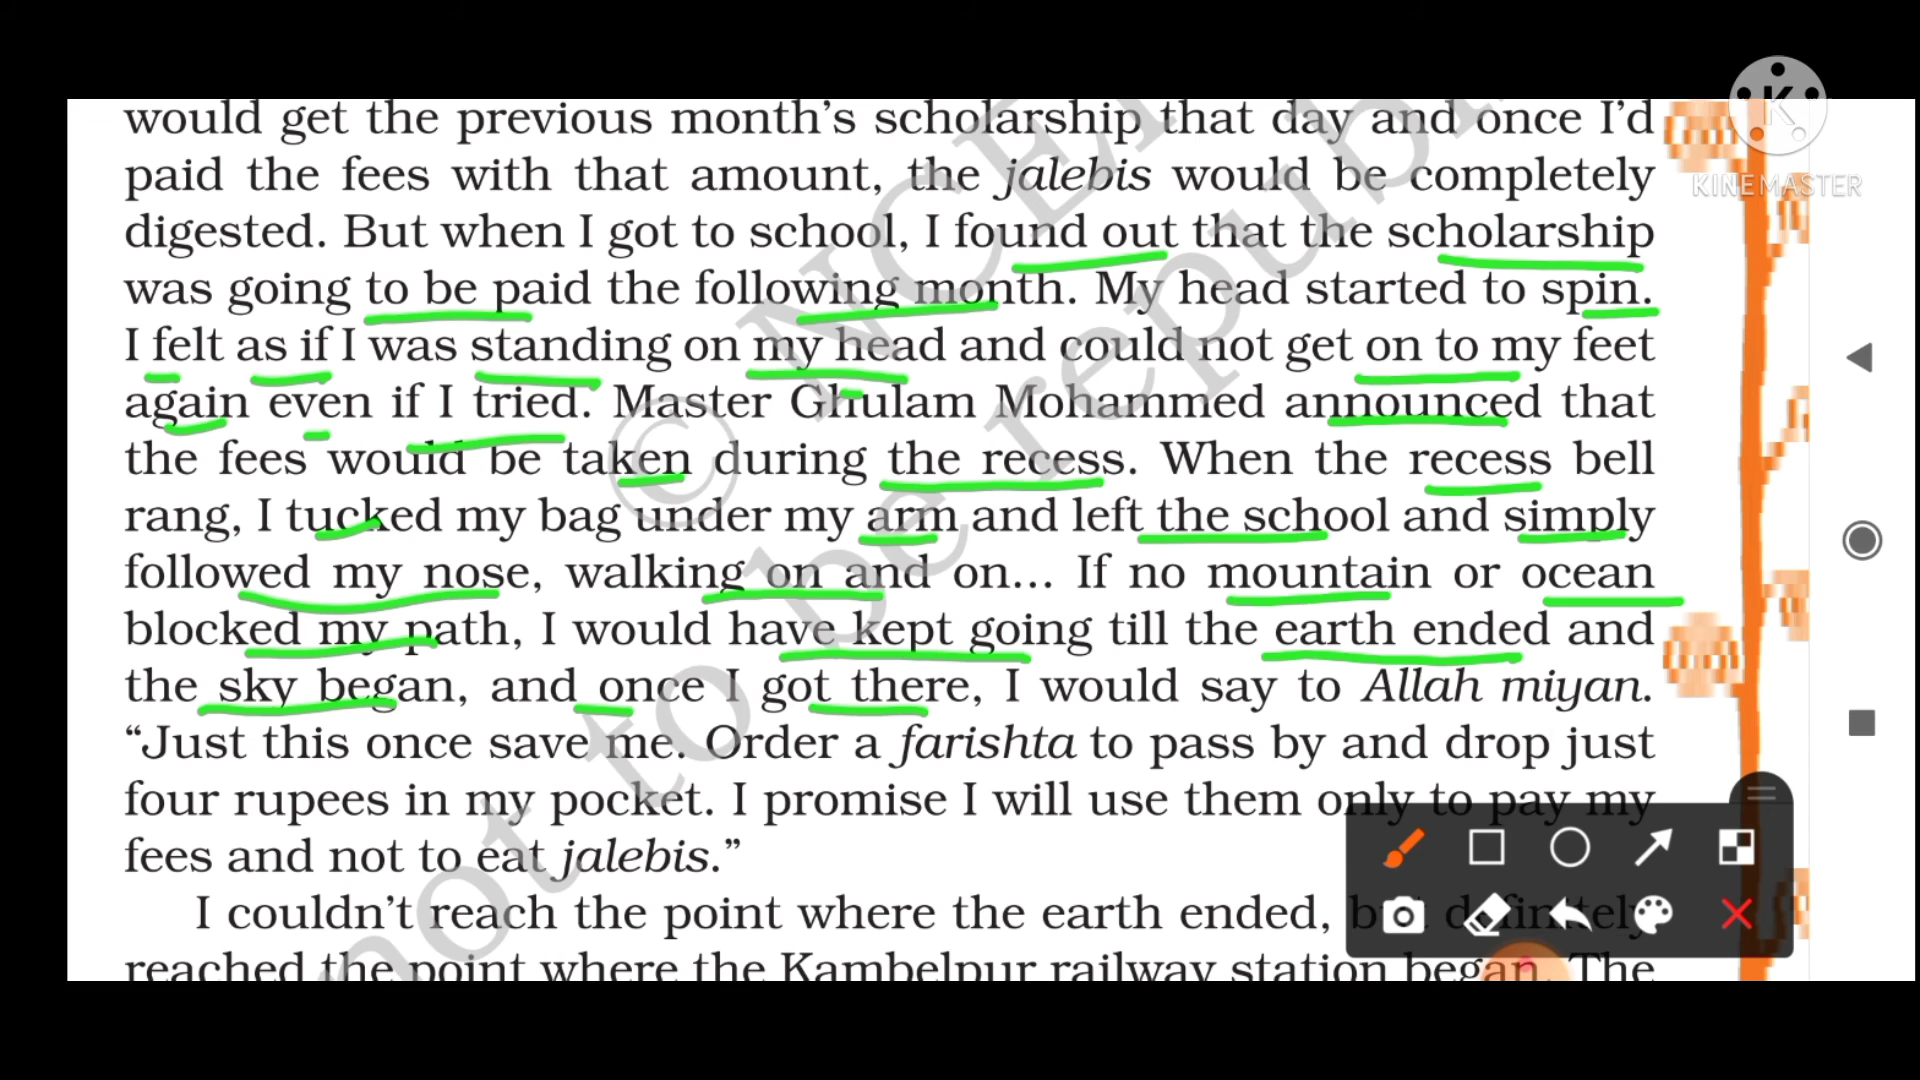 would get the previous month's scholarship that day and once I'd
paid the fees with that amount, the jalebis would be completely
digested. But when I got to school, I found out that the scholarship
was going to be paid the following month. My head started to spin.
I felt as if I was standing on my head and could not get on to my feet
again even if I tried. Master Ghulam Mohammed announced that
the fees would be taken during the recess. When the recess bell
rang, I tucked my bag under my arm and left the school and simply
followed my nose, walking on and on... If no mountain or ocean
blocked my path, I would have kept going till the earth ended and
the sky began, and once I got there, I would say to Allah miyan.
“Just this once save me. Order a farishta to pass by and drop just
four rupees in my pocket. I promise I will use them only to pay my
fees and not to eat jalebis.”
I couldn't reach the point where the earth ended, but definitely
reached the point where the Kambelpur railway station began. The
K
KINEMASTER
© NCER
not to be republi